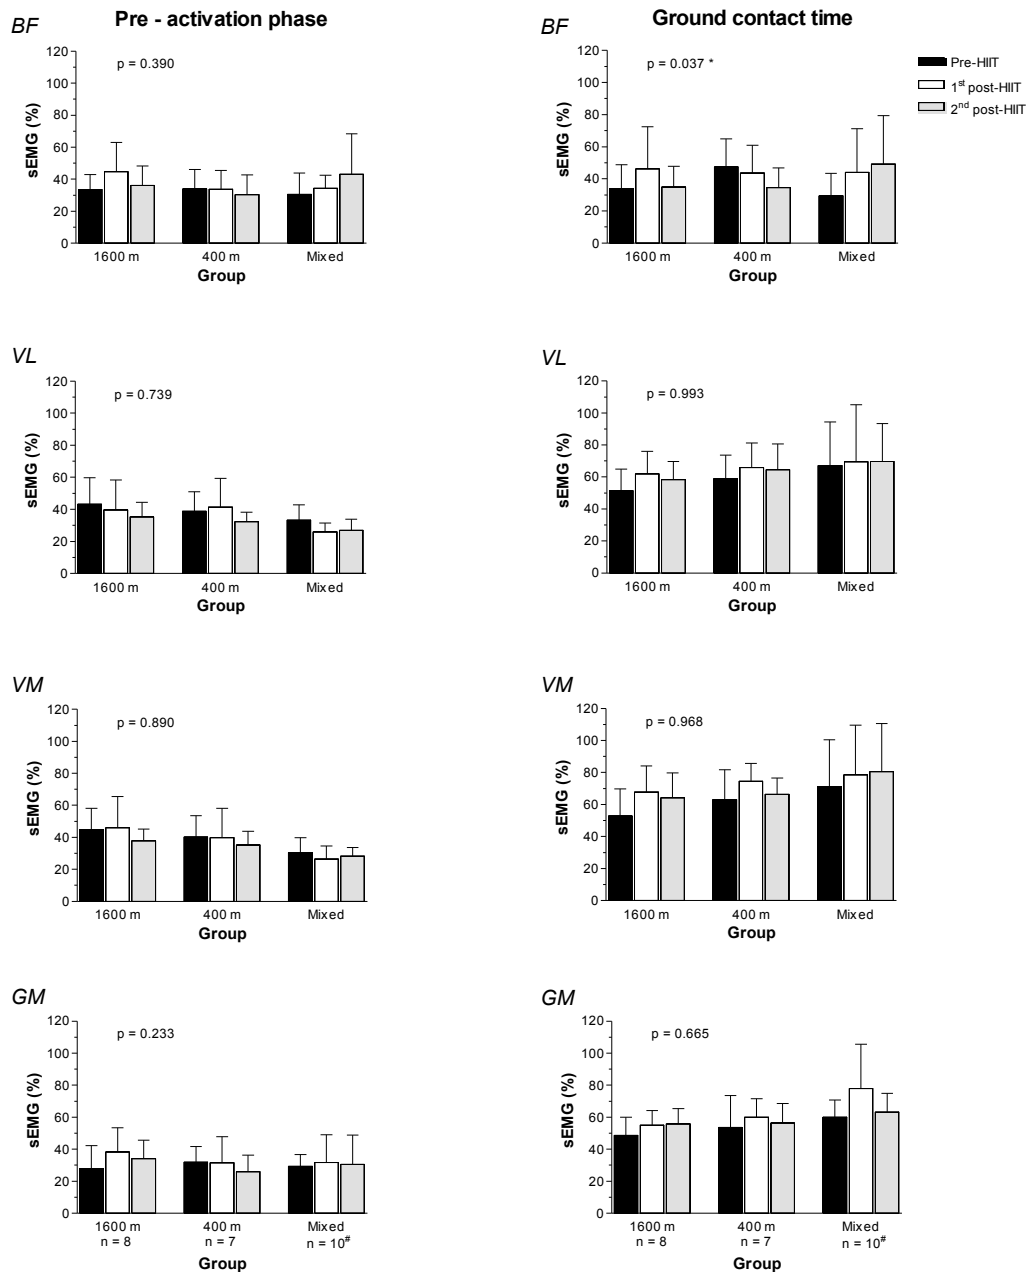 Pre - activation phase
BF
p = 0.390
120
100
80
60
40
20
0
sEMG (%)
1600 m 400 m Mixed
Group
Ground contact time
BF
p = 0.037 *
120
100
80
60
40
20
0
sEMG (%)
1600 m 400 m Mixed
Group
Pre-HIIT
1st post-HIIT
2nd post-HIIT
VL
p = 0.739
120
100
80
60
40
20
0
sEMG (%)
1600 m 400 m Mixed
Group
VL
p = 0.993
120
100
80
60
40
20
0
sEMG (%)
1600 m 400 m Mixed
Group
VM
p = 0.890
120
100
80
60
40
20
0
sEMG (%)
1600 m 400 m Mixed
Group
VM
p = 0.968
120
100
80
60
40
20
0
sEMG (%)
1600 m 400 m Mixed
Group
GM
p = 0.233
120
100
80
60
40
20
0
sEMG (%)
1600 m 400 m Mixed
n = 8 n = 7 n = 10#
Group
GM
p = 0.665
120
100
80
60
40
20
0
sEMG (%)
1600 m 400 m Mixed
n = 8 n = 7 n = 10#
Group